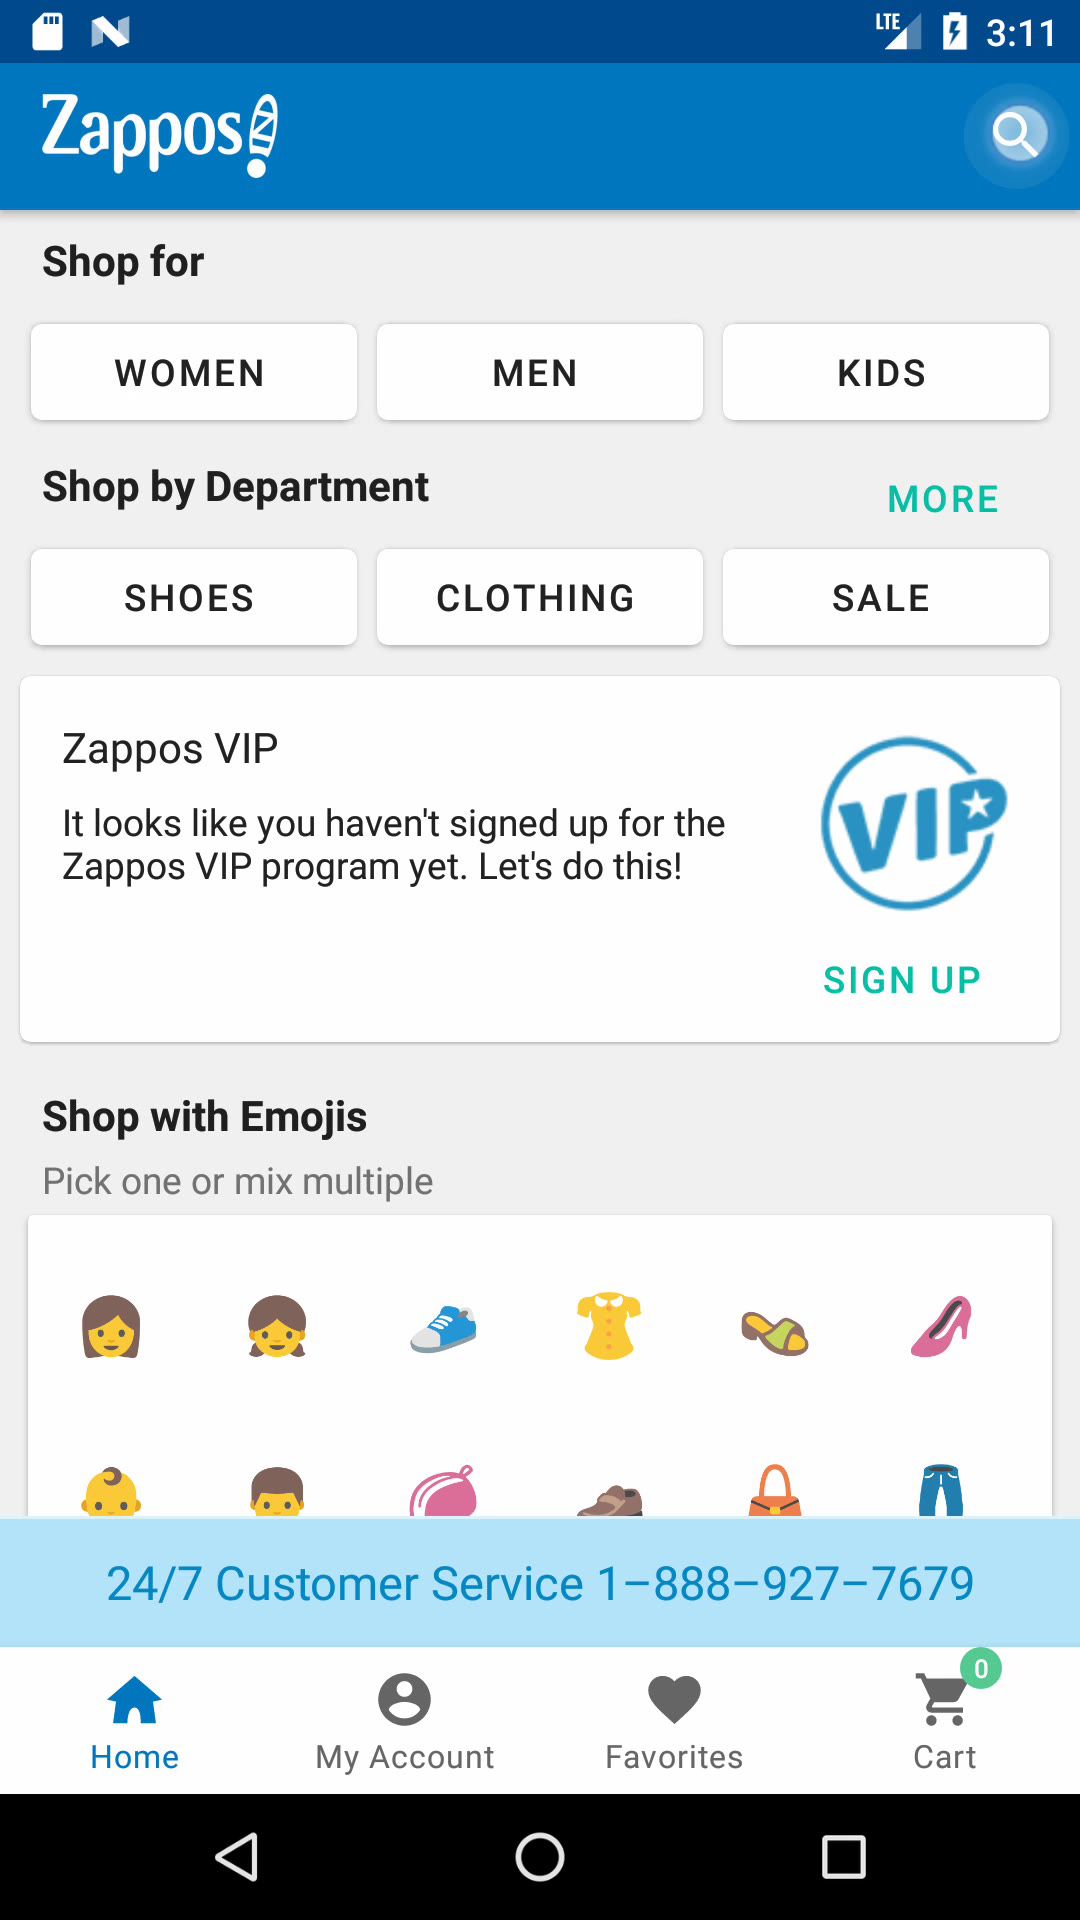 LTE 3:11
Zappos
Shop for
WOMEN MEN KIDS
Shop by Department MORE
SHOES CLOTHING SALE
Zappos VIP
It looks like you haven't signed up for the
Zappos VIP program yet. Let's do this!
VIP
SIGN UP
Shop with Emojis
Pick one or mix multiple
24/7 Customer Service 1–888–927–7679
0
Home My Account Favorites Cart